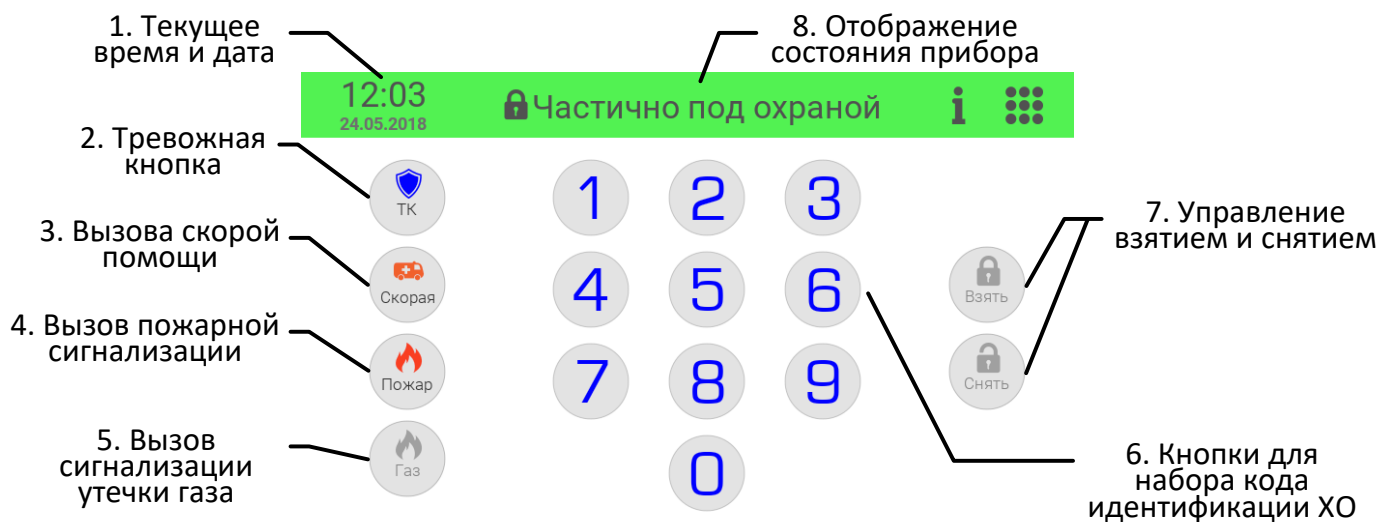 1. Текущее
время и дата
8. Отображение
состояния прибора
12:03
24.05.2018
Частично под охраной
i
2. Тревожная
кнопка
ТК
1 2 3
3. Вызова скорой
помощи
Скорая
4 5 6
7. Управление
взятием и снятием
Взять
4. Вызов пожарной
сигнализации
Пожар
7 8 9
Снять
5. Вызов
сигнализации
утечки газа
Газ
0
6. Кнопки для
набора кода
идентификации ХО